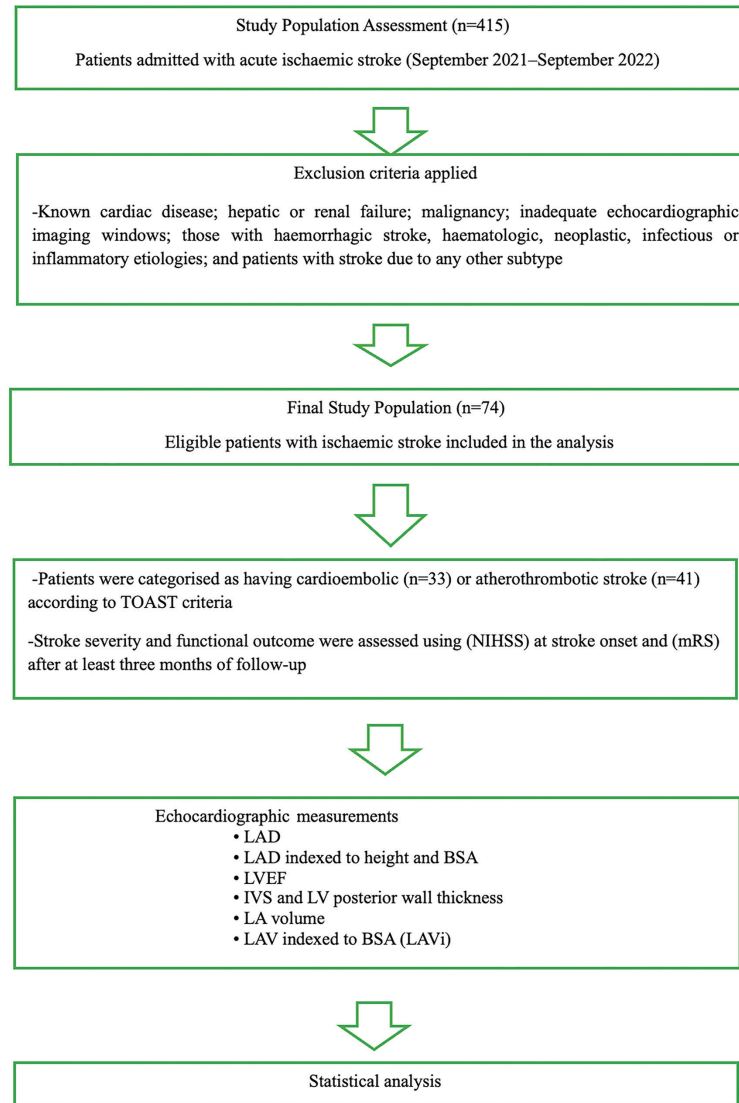 Study Population Assessment (n=415)
Patients admitted with acute ischaemic stroke (September 2021–September 2022)
Exclusion criteria applied
-Known cardiac disease; hepatic or renal failure; malignancy; inadequate echocardiographic
imaging windows; those with haemorrhagic stroke, haematologic, neoplastic, infectious or
inflammatory etiologies; and patients with stroke due to any other subtype
Final Study Population (n=74)
Eligible patients with ischaemic stroke included in the analysis
-Patients were categorised as having cardioembolic (n=33) or atherothrombotic stroke (n=41)
according to TOAST criteria
-Stroke severity and functional outcome were assessed using (NIHSS) at stroke onset and (mRS)
after at least three months of follow-up
Echocardiographic measurements
• LAD
• LAD indexed to height and BSA
• LVEF
• IVS and LV posterior wall thickness
• LA volume
• LAV indexed to BSA (LAVi)
Statistical analysis